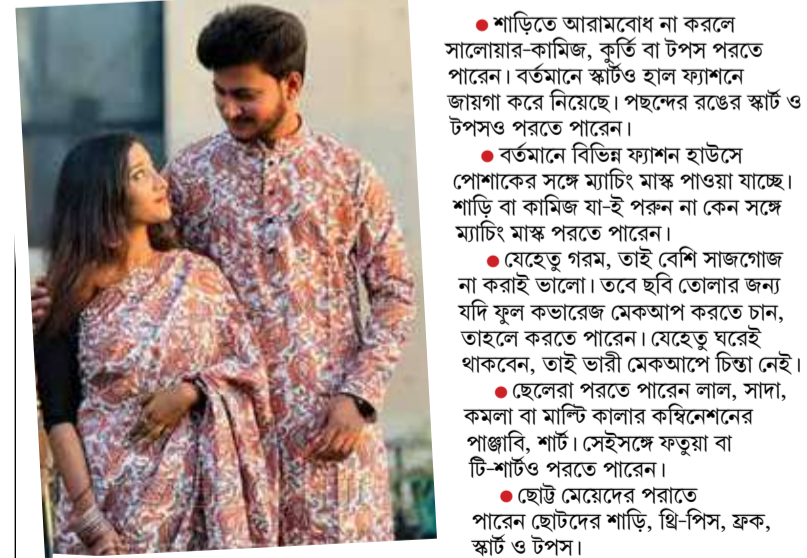 ● শাড়িতে আরামবোধ না করলে
সালোয়ার-কামিজ, কুর্তি বা টপস পরতে
পারেন। বর্তমানে স্কার্টও হাল ফ্যাশনে
জায়গা করে নিয়েছে। পছন্দের রঙের স্কার্ট ও
টপসও পরতে পারেন।
● বর্তমানে বিভিন্ন ফ্যাশন হাউসে
পোশাকের সঙ্গে ম্যাচিং মাস্ক পাওয়া যাচ্ছে।
শাড়ি বা কামিজ যা-ই পরুন না কেন সঙ্গে
ম্যাচিং মাস্ক পরতে পারেন।
● যেহেতু গরম, তাই বেশি সাজগোজ
না করাই ভালো। তবে ছবি তোলার জন্য
যদি ফুল কভারেজ মেকআপ করতে চান,
তাহলে করতে পারেন। যেহেতু ঘরেই
থাকবেন, তাই ভারী মেকআপে চিন্তা নেই।
● ছেলেরা পরতে পারেন লাল, সাদা,
কমলা বা মাল্টি কালার কম্বিনেশনের
পাঞ্জাবি, শার্ট। সেইসঙ্গে ফতুয়া বা
টি-শার্টও পরতে পারেন।
● ছোট্ট মেয়েদের পরাতে
পারেন ছোটদের শাড়ি, থ্রি-পিস, ফ্রক,
স্কার্ট ও টপস।